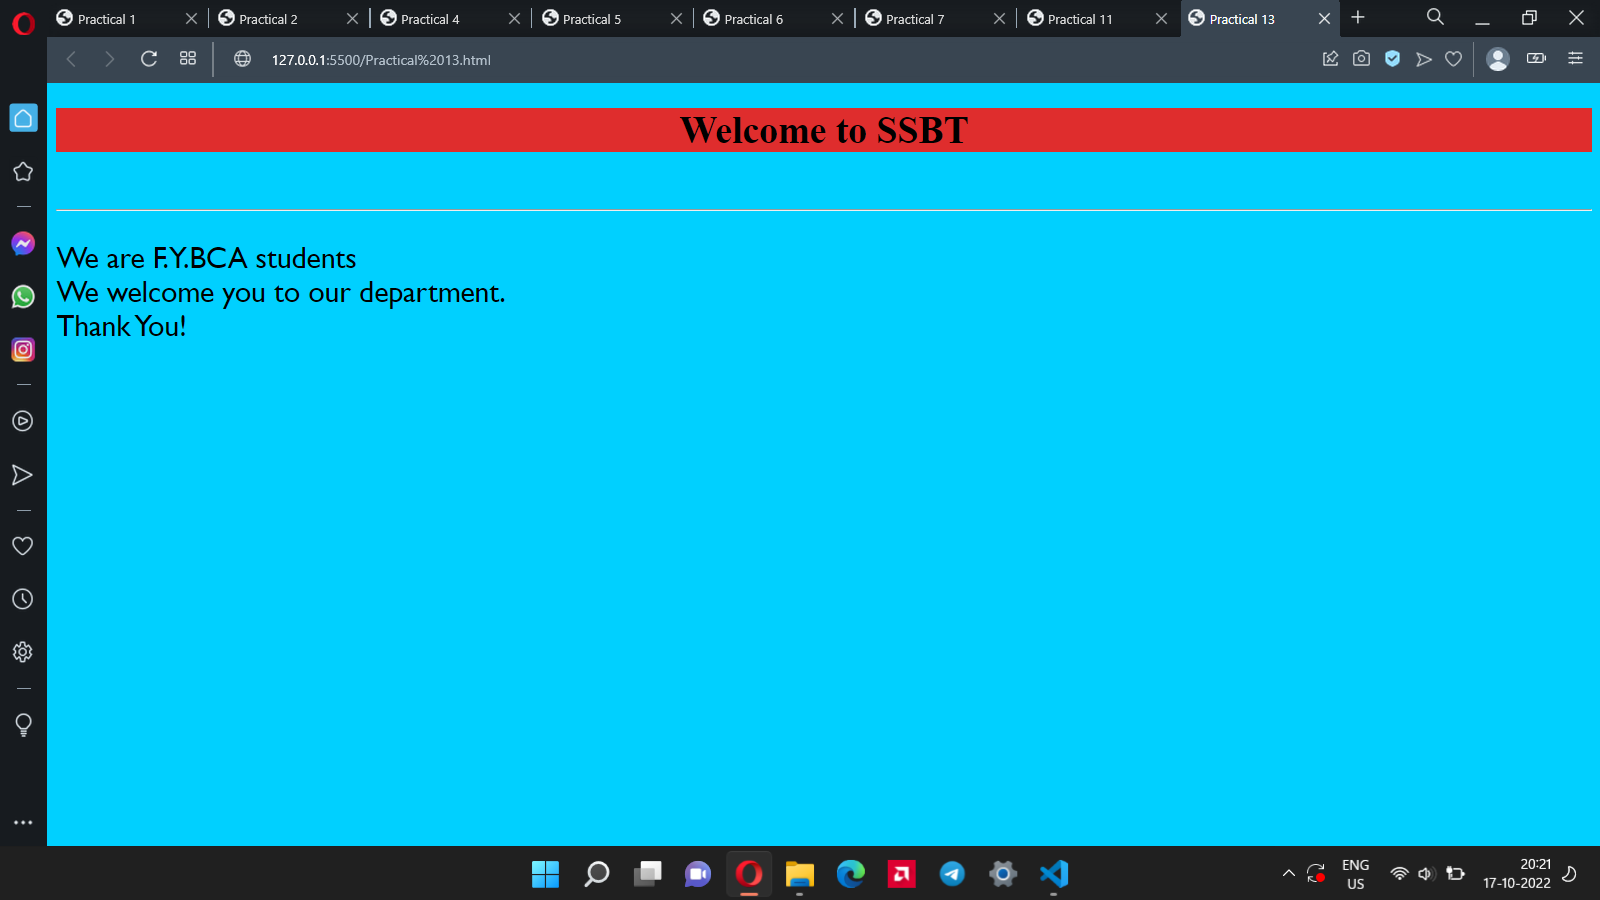 Practical 1
Practical 2
Practical 4
Practical 5
Practical 6
Practical 7
Practical 11
Practical 13
127.0.0.1:5500/Practical%2013.html
Welcome to SSBT
We are F.Y.BCA students
We welcome you to our department.
Thank You!
ENG
US
20:21
17-10-2022